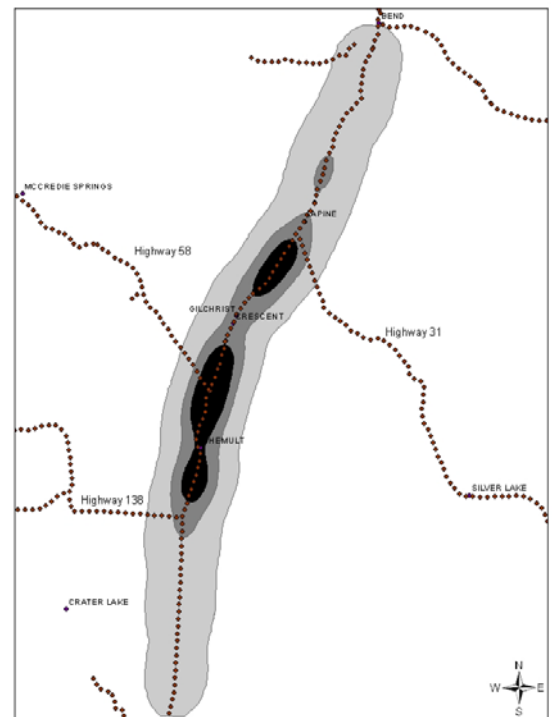 BEND
MCCREDIE SPRINGS
APINE
Highway 58
GILCHRIST
CRESCENT
Highway 31
HEMULT
Highway 138
SILVER LAKE
CRATER LAKE
N
W E
S